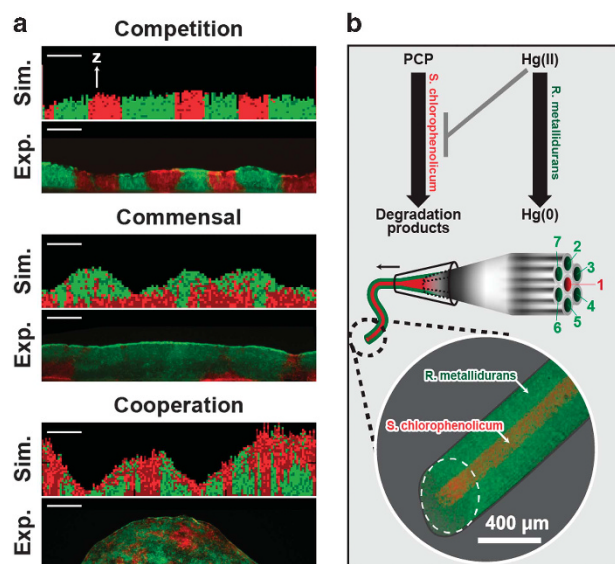 a
Competition
Sim.
z
Exp.
Commensal
Sim.
Exp.
Cooperation
Sim.
Exp.
b
PCP
Hg(II)
S. chlorophenolicum
R. metallidurans
Degradation
products
Hg(0)
7
2
3
1
6
4
5
R. metallidurans
S. chlorophenolicum
400 µm